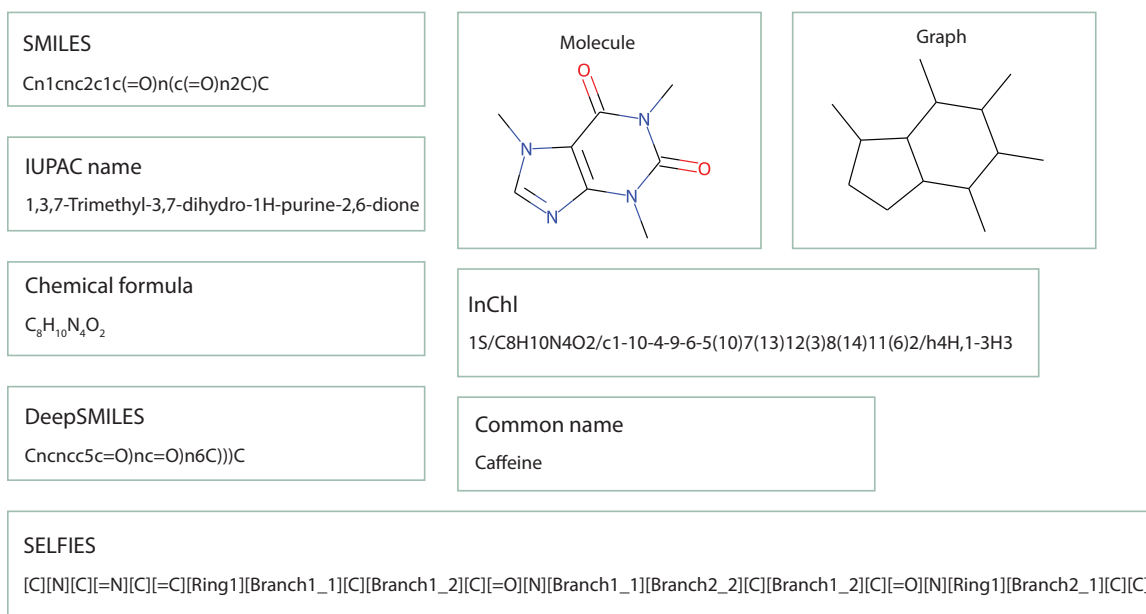 SMILES
Cn1cnc2c1c(=O)n(c(=O)n2C)C
IUPAC name
1,3,7-Trimethyl-3,7-dihydro-1H-purine-2,6-dione
Chemical formula
C₈H₁₀N₄O₂
DeepSMILES
Cncncc5c=O)nc=O)n6C)))C
Molecule
O
N
N
O
N
N
Graph
InChl
1S/C8H10N4O2/c1-10-4-9-6-5(10)7(13)12(3)8(14)11(6)2/h4H,1-3H3
Common name
Caffeine
SELFIES
[C][N][C][=N][C][=C][Ring1][Branch1_1][C][Branch1_2][C][=O][N][Branch1_1][Branch2_2][C][Branch1_2][C][=O][N][Ring1][Branch2_1][C][C]